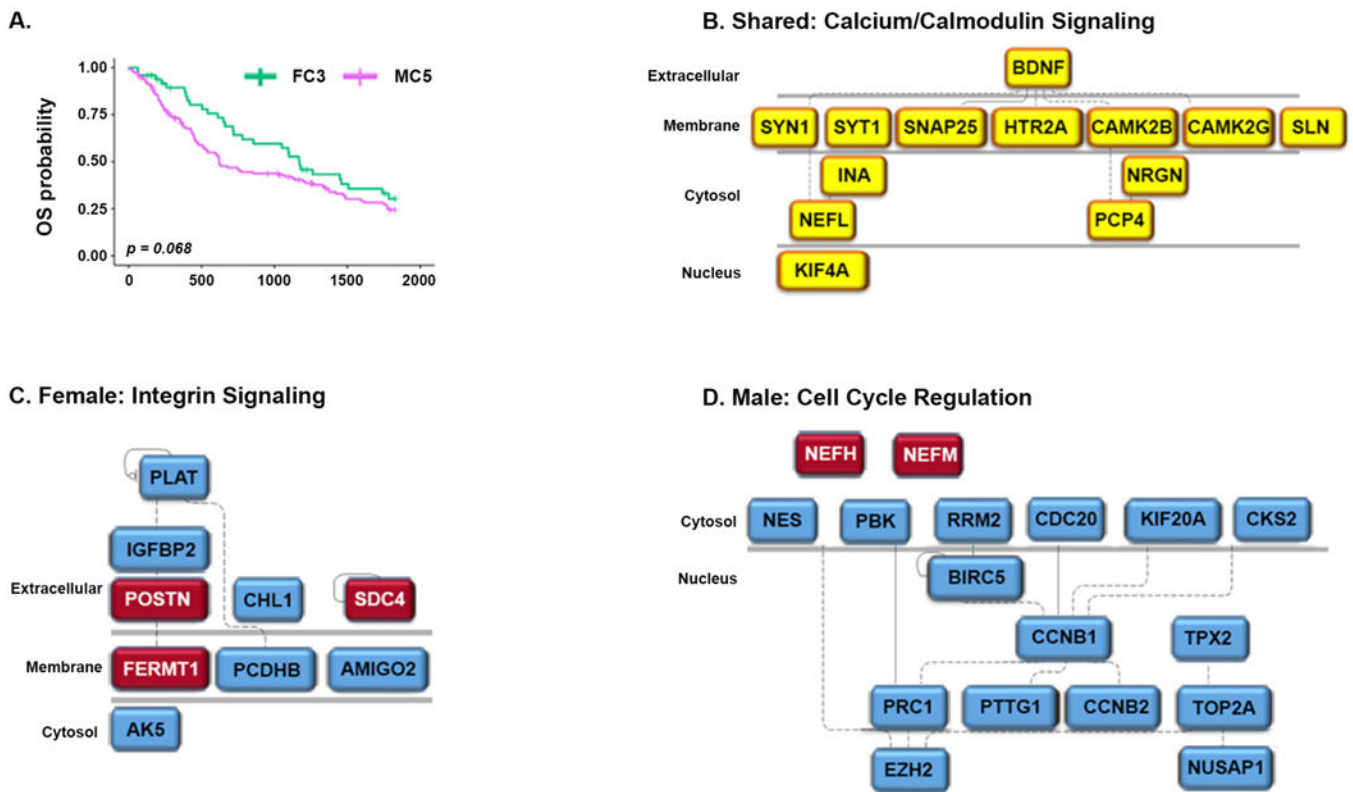 A.
OS probability
1.00
0.75
0.50
0.25
0.00
FC3 MC5
p = 0.068
0 500 1000 1500 2000
B. Shared: Calcium/Calmodulin Signaling
Extracellular
BDNF
Membrane
SYN1 SYT1 SNAP25 HTR2A CAMK2B CAMK2G SLN
Cytosol
INA NRGN
NEFL PCP4
Nucleus
KIF4A
C. Female: Integrin Signaling
PLAT
IGFBP2
Extracellular
POSTN CHL1 SDC4
Membrane
FERMT1 PCDHB AMIGO2
Cytosol
AK5
D. Male: Cell Cycle Regulation
NEFH NEFM
Cytosol
NES PBK RRM2 CDC20 KIF20A CKS2
Nucleus
BIRC5
CCNB1 TPX2
PRC1 PTTG1 CCNB2 TOP2A
EZH2 NUSAP1